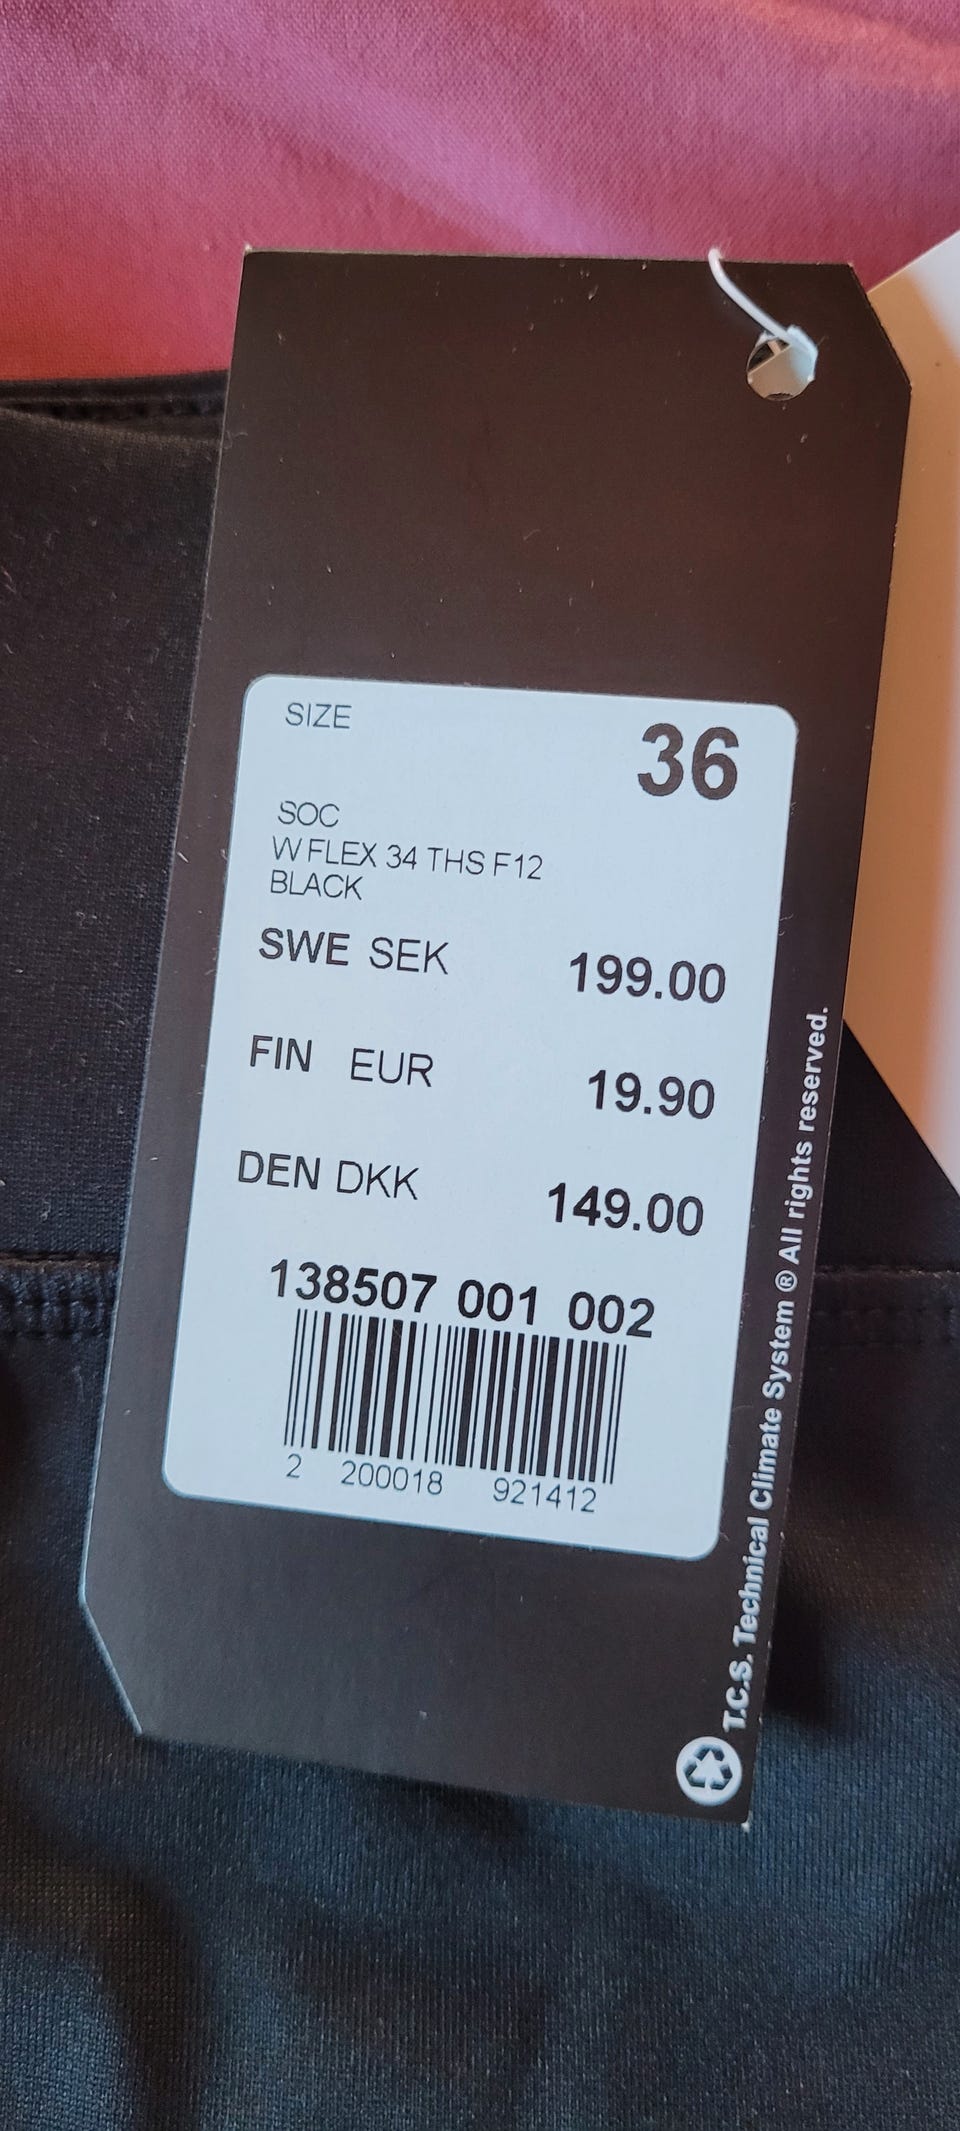 SIZE 36
SOC
W FLEX 34 THS F12
BLACK
SWE SEK 199.00
FIN EUR 19.90
DEN DKK 149.00
138507 001 002
2 200018 921412
T.C.S. Technical Climate System ® All rights reserved.